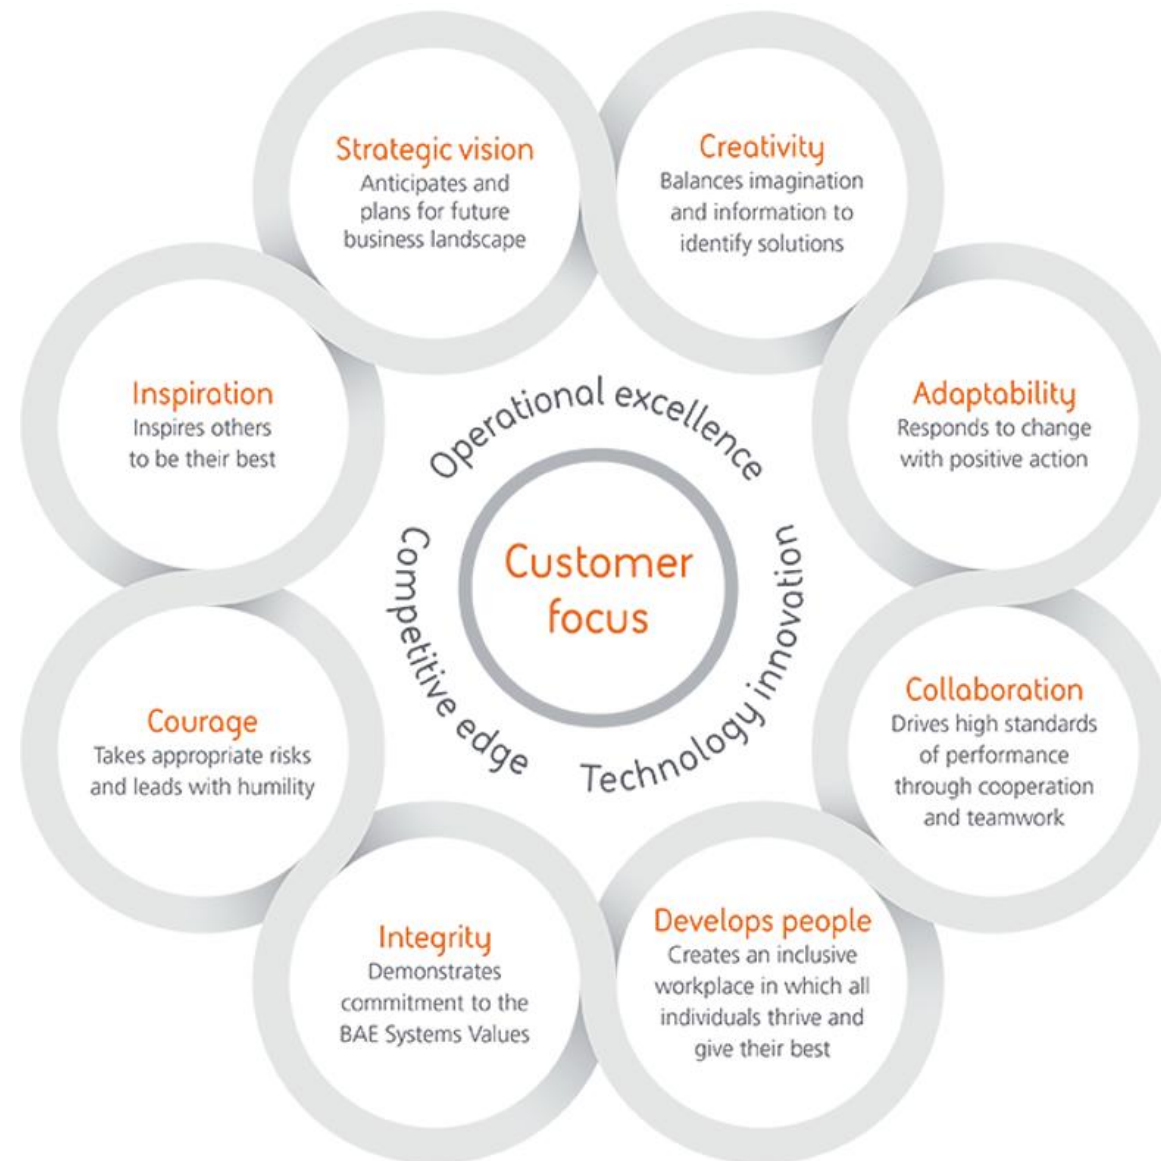 Strategic vision
Anticipates and
plans for future
business landscape
Creativity
Balances imagination
and information to
identify solutions
Adaptability
Responds to change
with positive action
Collaboration
Drives high standards
of performance
through cooperation
and teamwork
Develops people
Creates an inclusive
workplace in which all
individuals thrive and
give their best
Integrity
Demonstrates
commitment to the
BAE Systems Values
Courage
Takes appropriate risks
and leads with humility
Inspiration
Inspires others
to be their best
Operational excellence
Technology innovation
Competitive edge
Customer
focus